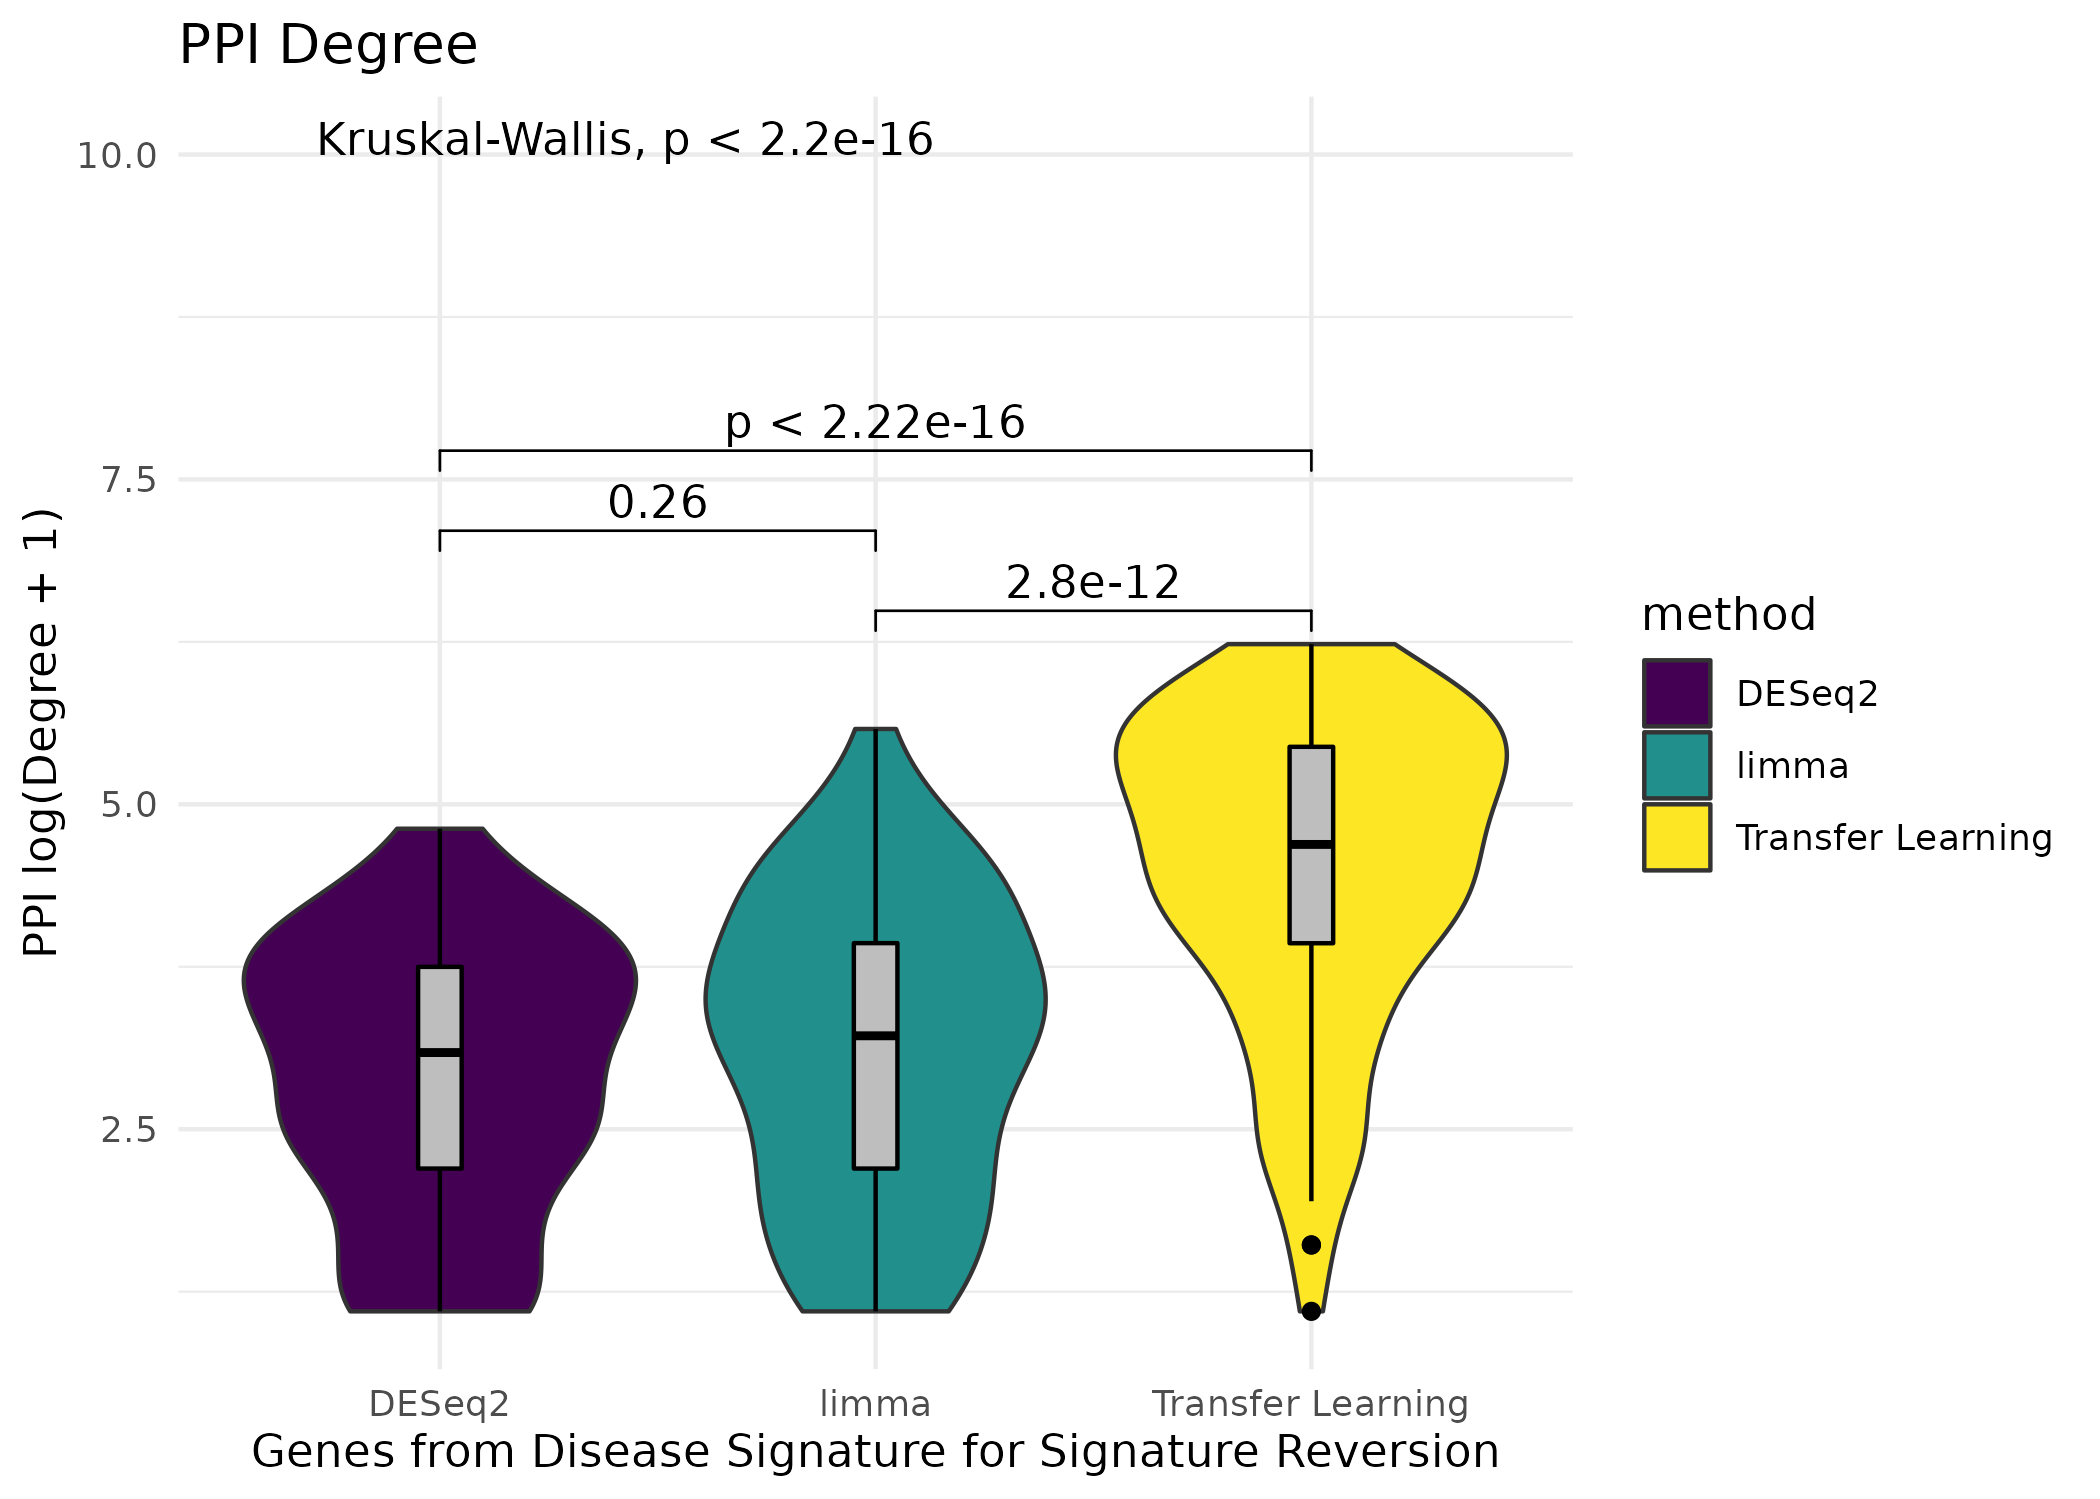 PPI Degree
Kruskal-Wallis, p < 2.2e-16
10.0
p < 2.22e-16
7.5
0.26
2.8e-12
5.0
2.5
PPI log(Degree + 1)
DESeq2
limma
Transfer Learning
Genes from Disease Signature for Signature Reversion
method
DESeq2
limma
Transfer Learning